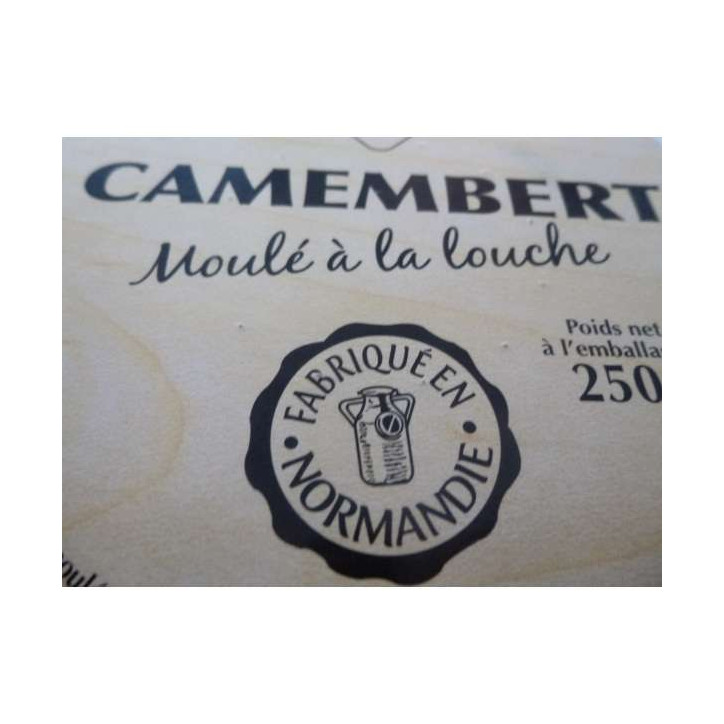 CAMEMBERT
Moulé à la louche
Poids net
à l'emballa
250
FABRIQUÉ EN
NORMANDIE